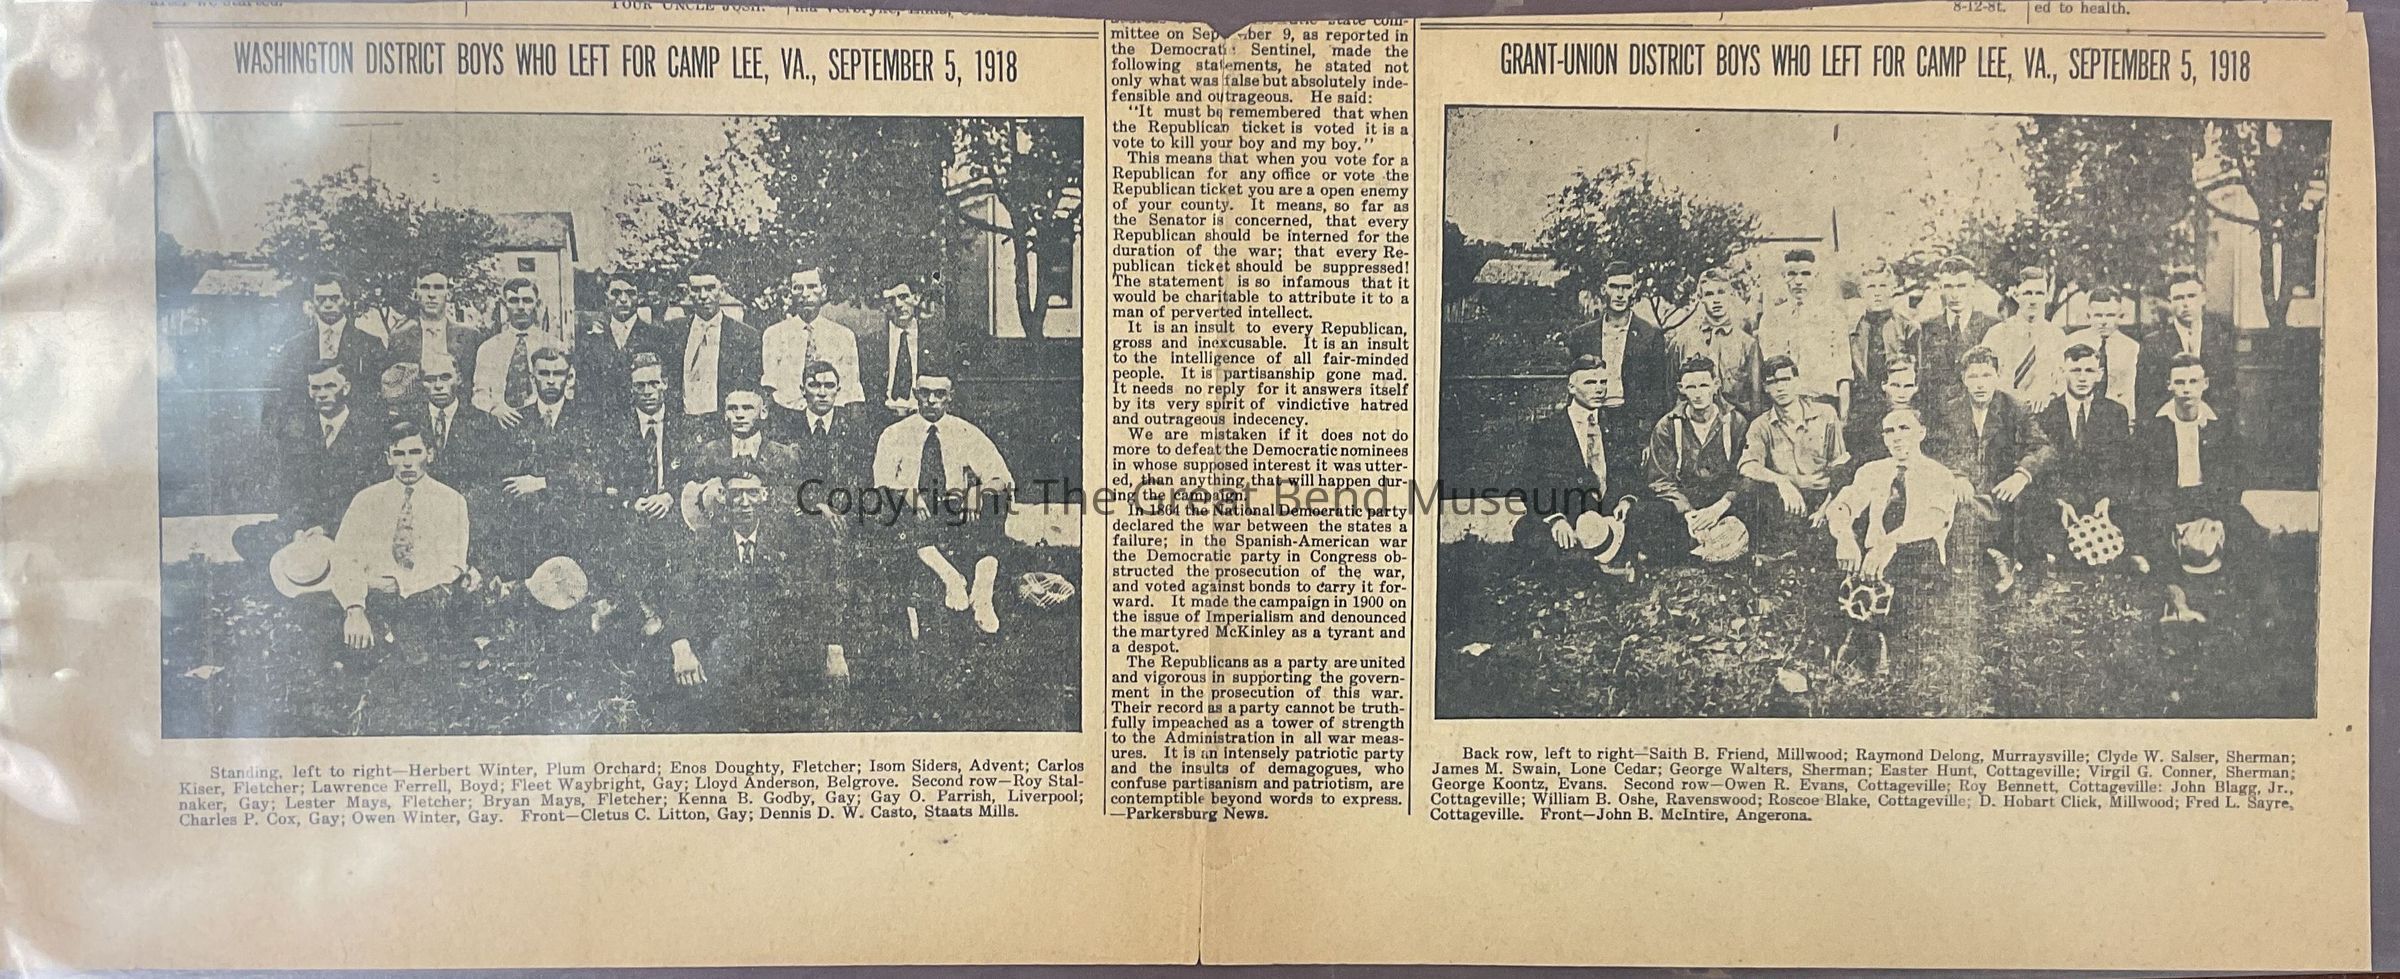 after we started.
YOUR UNCLE JOSH.
8-12-8t.
ed to health.
WASHINGTON DISTRICT BOYS WHO LEFT FOR CAMP LEE, VA., SEPTEMBER 5, 1918
Standing, left to right—Herbert Winter, Plum Orchard; Enos Doughty, Fletcher; Isom Siders, Advent; Carlos
Kiser, Fletcher; Lawrence Ferrell, Boyd; Fleet Waybright, Gay; Lloyd Anderson, Belgrove. Second row—Roy Stal-
naker, Gay; Lester Mays, Fletcher; Bryan Mays, Fletcher; Kenna B. Godby, Gay; Gay O. Parrish, Liverpool;
Charles P. Cox, Gay; Owen Winter, Gay. Front—Cletus C. Litton, Gay; Dennis D. W. Casto, Staats Mills.
state com-
mittee on September 9, as reported in
the Democratic Sentinel, made the
following statements, he stated not
only what was false but absolutely inde-
fensible and outrageous. He said:
"It must be remembered that when
the Republican ticket is voted it is a
vote to kill your boy and my boy."
This means that when you vote for a
Republican for any office or vote the
Republican ticket you are a open enemy
of your county. It means, so far as
the Senator is concerned, that every
Republican should be interned for the
duration of the war; that every Re-
publican ticket should be suppressed!
The statement is so infamous that it
would be charitable to attribute it to a
man of perverted intellect.
It is an insult to every Republican,
gross and inexcusable. It is an insult
to the intelligence of all fair-minded
people. It is partisanship gone mad.
It needs no reply for it answers itself
by its very spirit of vindictive hatred
and outrageous indecency.
We are mistaken if it does not do
more to defeat the Democratic nominees
in whose supposed interest it was utter-
ed, than anything that will happen dur-
ing the campaign.
In 1864 the National Democratic party
declared the war between the states a
failure; in the Spanish-American war
the Democratic party in Congress ob-
structed the prosecution of the war,
and voted against bonds to carry it for-
ward. It made the campaign in 1900 on
the issue of Imperialism and denounced
the martyred McKinley as a tyrant and
a despot.
The Republicans as a party are united
and vigorous in supporting the govern-
ment in the prosecution of this war.
Their record as a party cannot be truth-
fully impeached as a tower of strength
to the Administration in all war meas-
ures. It is an intensely patriotic party
and the insults of demagogues, who
confuse partisanism and patriotism, are
contemptible beyond words to express.
—Parkersburg News.
GRANT-UNION DISTRICT BOYS WHO LEFT FOR CAMP LEE, VA., SEPTEMBER 5, 1918
Back row, left to right—Saith B. Friend, Millwood; Raymond Delong, Murraysville; Clyde W. Salser, Sherman;
James M. Swain, Lone Cedar; George Walters, Sherman; Easter Hunt, Cottageville; Virgil G. Conner, Sherman;
George Koontz, Evans. Second row—Owen R. Evans, Cottageville; Roy Bennett, Cottageville: John Blagg, Jr.,
Cottageville; William B. Oshe, Ravenswood; Roscoe Blake, Cottageville; D. Hobart Click, Millwood; Fred L. Sayre,
Cottageville. Front—John B. McIntire, Angerona.
Copyright The Great Bend Museum